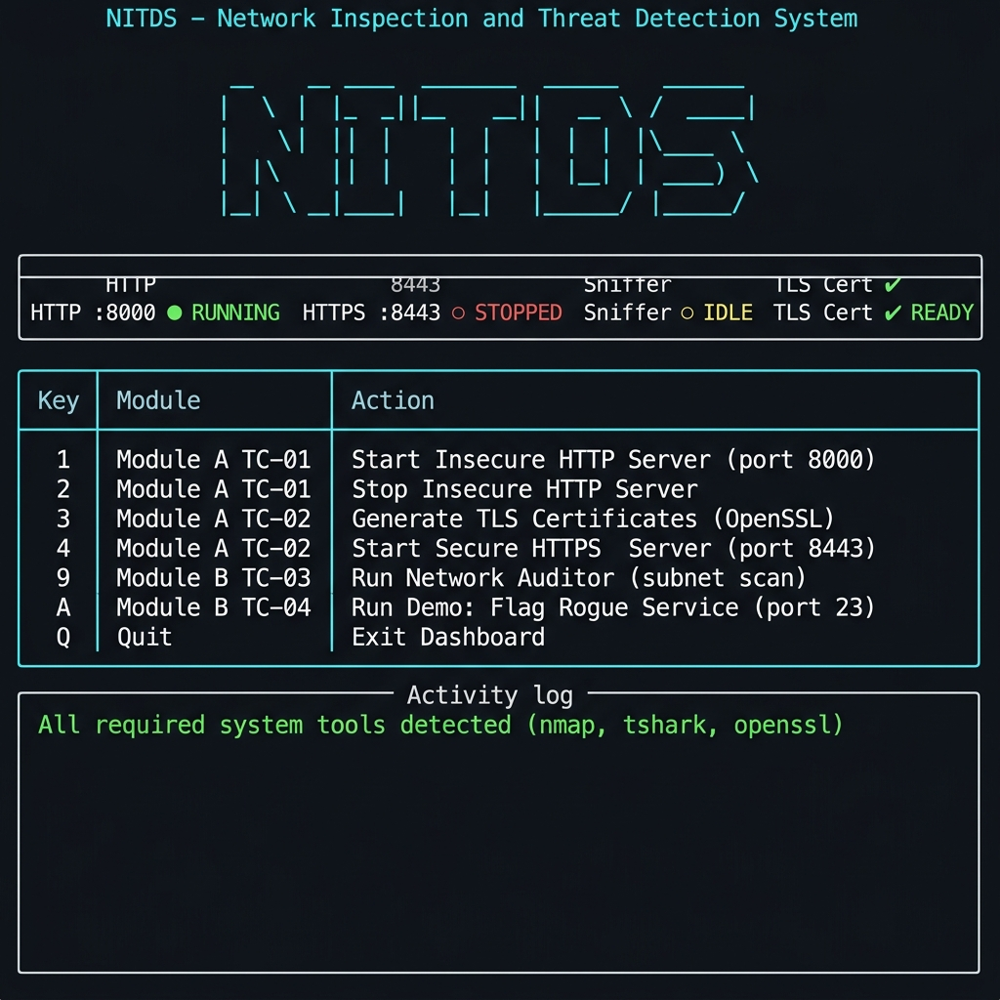 NITDS – Network Inspection and Threat Detection System
NITDS
HTTP 8443 Sniffer TLS Cert ✔
HTTP :8000 ● RUNNING HTTPS :8443 ○ STOPPED Sniffer ○ IDLE TLS Cert ✔ READY
Key Module Action
1 Module A TC–01 Start Insecure HTTP Server (port 8000)
2 Module A TC–01 Stop Insecure HTTP Server
3 Module A TC–02 Generate TLS Certificates (OpenSSL)
4 Module A TC–02 Start Secure HTTPS  Server (port 8443)
9 Module B TC–03 Run Network Auditor (subnet scan)
A Module B TC–04 Run Demo: Flag Rogue Service (port 23)
Q Quit Exit Dashboard
Activity log
All required system tools detected (nmap, tshark, openssl)